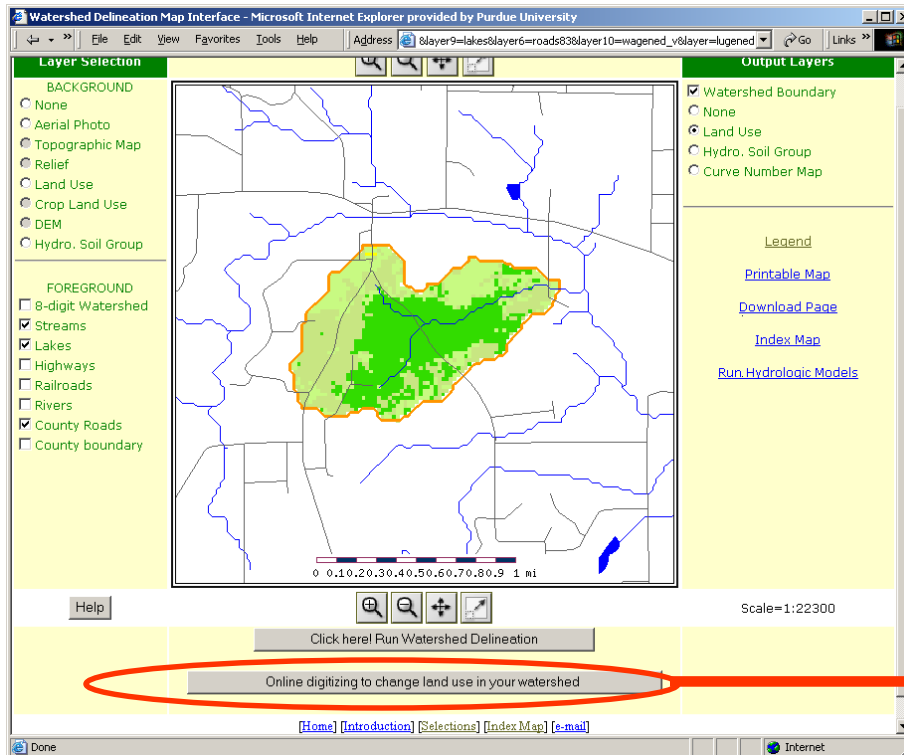 Watershed Delineation Map Interface - Microsoft Internet Explorer provided by Purdue University
File Edit View Favorites Tools Help Address &layer9=lakes&layer6=roads83&layer10=wagened_v&layer=lugened Go Links
Layer Selection
BACKGROUND
None
Aerial Photo
Topographic Map
Relief
Land Use
Crop Land Use
DEM
Hydro. Soil Group
FOREGROUND
8-digit Watershed
Streams
Lakes
Highways
Railroads
Rivers
County Roads
County boundary
Help
0 0.10.20.30.40.50.60.70.80.9 1 mi
Output Layers
Watershed Boundary
None
Land Use
Hydro. Soil Group
Curve Number Map
Legend
Printable Map
Download Page
Index Map
Run Hydrologic Models
Scale=1:22300
Click here! Run Watershed Delineation
Online digitizing to change land use in your watershed
[Home] [Introduction] [Selections] [Index Map] [e-mail]
Done Internet